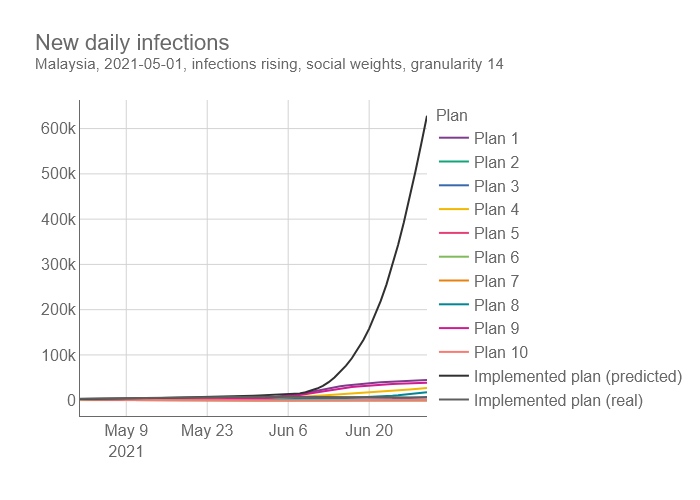 New daily infections
Malaysia, 2021-05-01, infections rising, social weights, granularity 14
Plan
600k
Plan 1
Plan 2
500k
Plan 3
Plan 4
400k
Plan 5
Plan 6
300k
Plan 7
200k
Plan 8
Plan 9
100k
Plan 10
Implemented plan (predicted)
0
Implemented plan (real)
May 9 May 23 Jun 6 Jun 20
2021